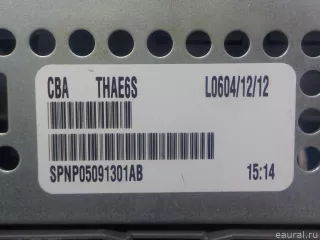 CBA THAE6S L0604/12/12
SPNP05091301AB 15:14
eaural.ru